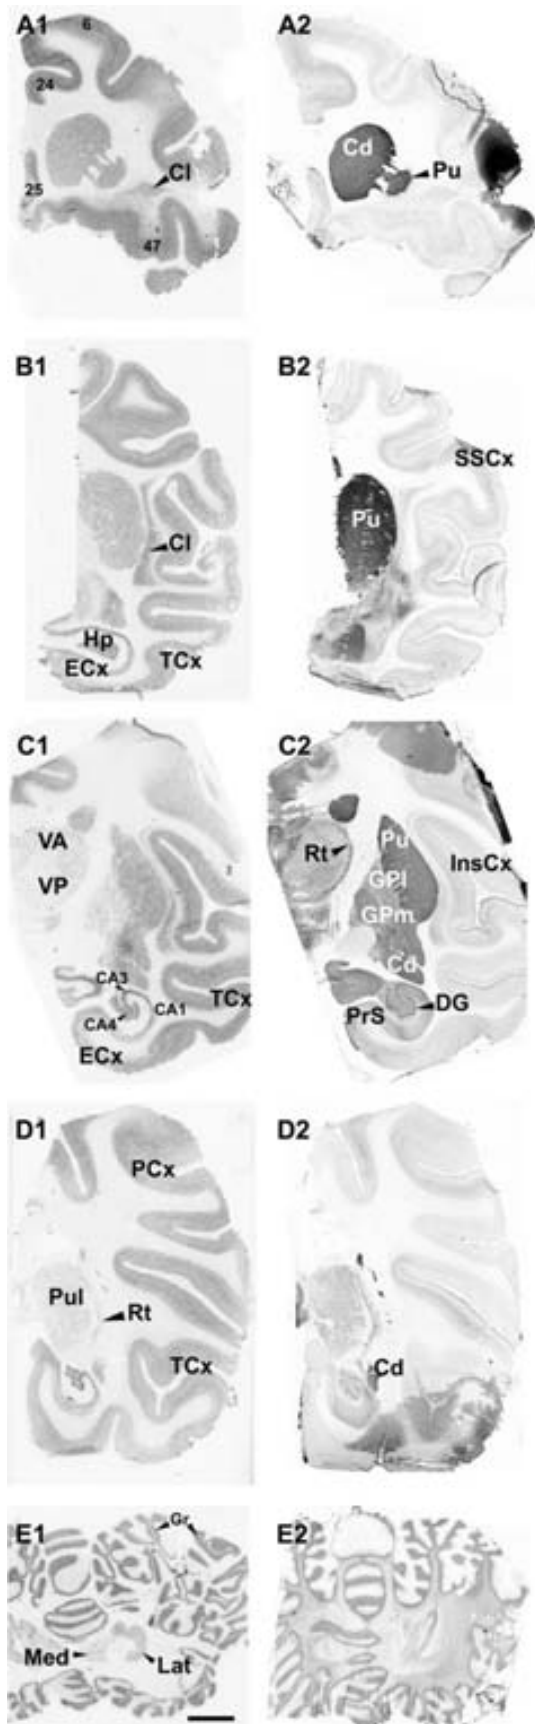 A1
6
24
Cl
25
47
A2
Cd
Pu
B1
Cl
Hp
ECx
TCx
B2
SSCx
Pu
C1
VA
VP
CA3
CA1
TCx
CA4
ECx
C2
Pu
Rt
InsCx
GPl
GPm
Cd
PrS
DG
D1
PCx
Pul
Rt
TCx
D2
Cd
E1
Gr
Med
Lat
E2